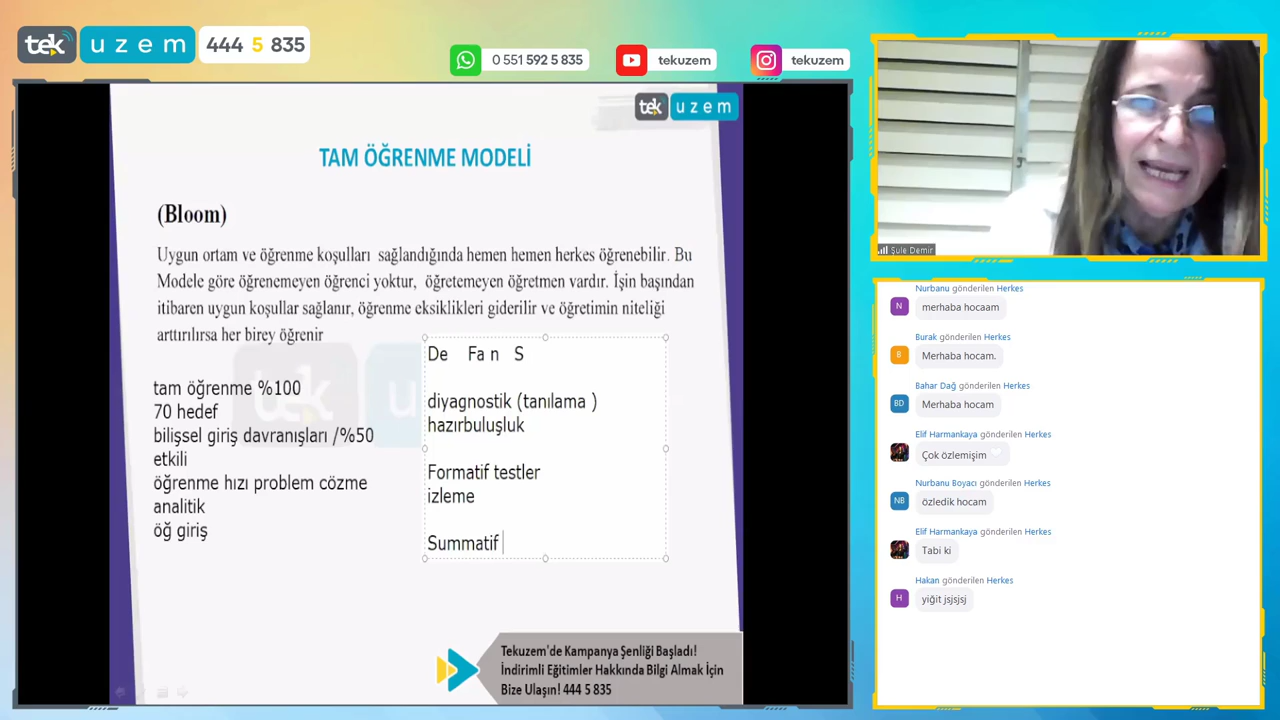 tek uzem 444 5 835
0 551 592 5 835
tekuzem
tekuzem
tek uzem
TAM ÖĞRENME MODELİ
(Bloom)
Uygun ortam ve öğrenme koşulları sağlandığında hemen hemen herkes öğrenebilir. Bu
Modele göre öğrenemeyen öğrenci yoktur, öğretemeyen öğretmen vardır. İşin başından
itibaren uygun koşullar sağlanır, öğrenme eksiklikleri giderilir ve öğretimin niteliği
arttırılırsa her birey öğrenir
tam öğrenme %100
70 hedef
bilişsel giriş davranışları /%50
etkili
öğrenme hızı problem cözme
analitik
öğ giriş
De Fa n S
diyagnostik (tanılama )
hazırbuluşluk
Formatif testler
izleme
Summatif
Tekuzem'de Kampanya Şenliği Başladı!
İndirimli Eğitimler Hakkında Bilgi Almak İçin
Bize Ulaşın! 444 5 835
Şule Demir
Nurbanu gönderilen Herkes
N
merhaba hocaam
Burak gönderilen Herkes
B
Merhaba hocam.
Bahar Dağ gönderilen Herkes
BD
Merhaba hocam
Elif Harmankaya gönderilen Herkes
Çok özlemişim
Nurbanu Boyacı gönderilen Herkes
NB
özledik hocam
Elif Harmankaya gönderilen Herkes
Tabi ki
Hakan gönderilen Herkes
H
yiğit jsjsjsj